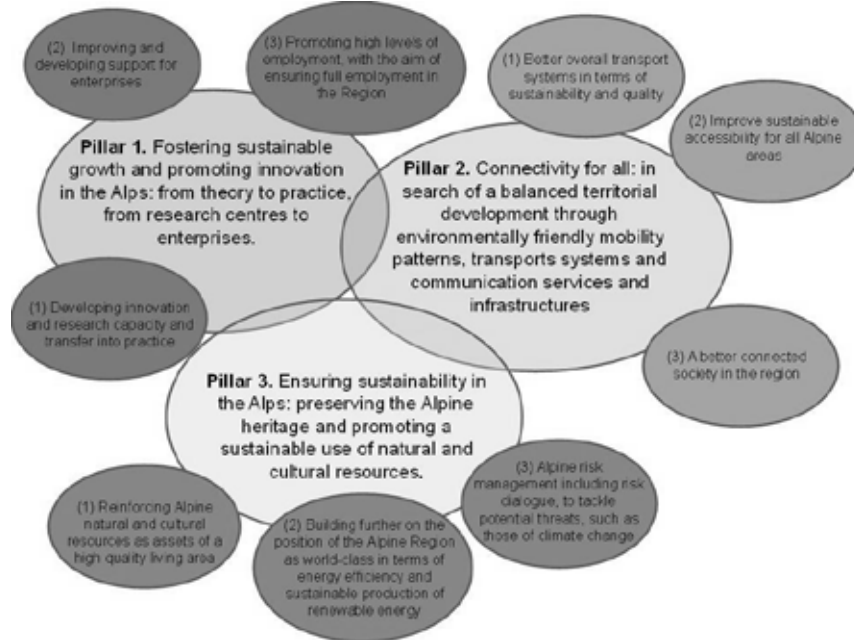 (2) Improving and
developing support for
enterprises
(3) Promoting high levels of
employment, with the aim of
ensuring full employment in
the Region
(1) Better overall transport
systems in terms of
sustainability and quality
(2) Improve sustainable
accessibility for all Alpine
areas
Pillar 1. Fostering sustainable
growth and promoting innovation
in the Alps: from theory to practice,
from research centres to
enterprises.
Pillar 2. Connectivity for all: in
search of a balanced territorial
development through
environmentally friendly mobility
patterns, transports systems and
communication services and
infrastructures
(1) Developing innovation
and research capacity and
transfer into practice
(3) A better connected
society in the region
Pillar 3. Ensuring sustainability in
the Alps: preserving the Alpine
heritage and promoting a
sustainable use of natural and
cultural resources.
(1) Reinforcing Alpine
natural and cultural
resources as assets of a
high quality living area
(2) Building further on the
position of the Alpine Region
as world-class in terms of
energy efficiency and
sustainable production of
renewable energy
(3) Alpine risk
management including risk
dialogue, to tackle
potential threats, such as
those of climate change